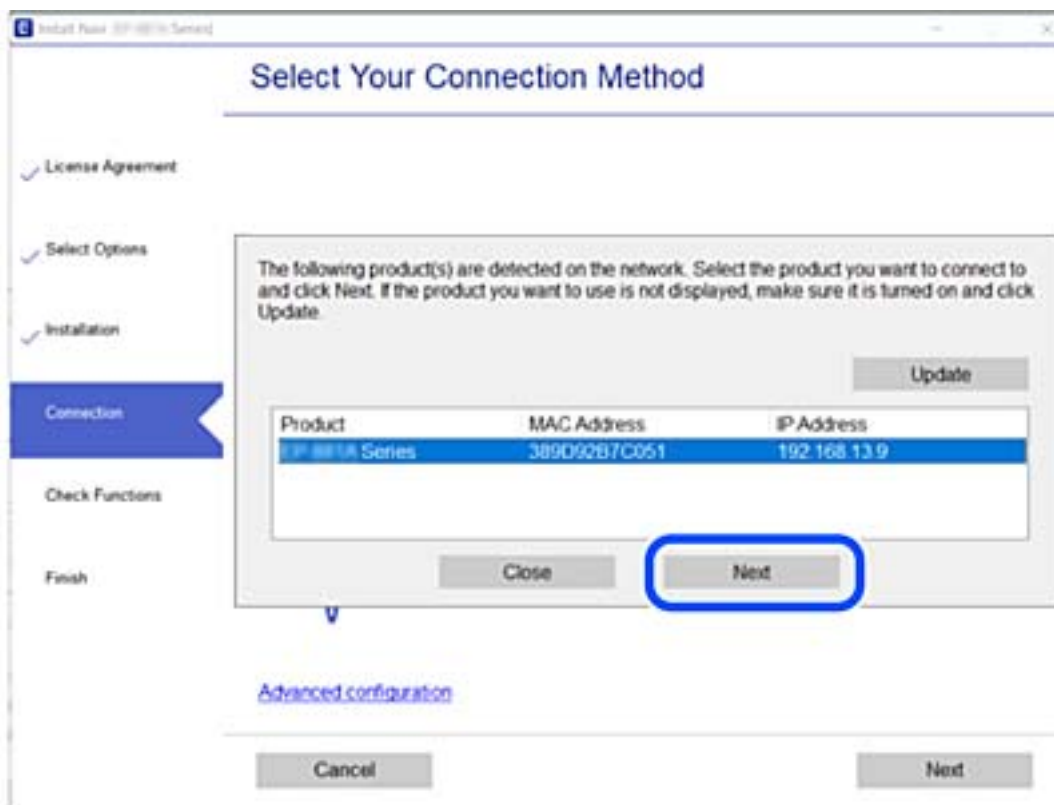 Install Navi
Series]
Select Your Connection Method
License Agreement
Select Options
Installation
Connection
Check Functions
Finish
The following product(s) are detected on the network. Select the product you want to connect to
and click Next. If the product you want to use is not displayed, make sure it is turned on and click
Update.
Update
Product MAC Address IP Address
Series 389D92B7C051 192.168.13.9
Close Next
Advanced configuration
Cancel Next